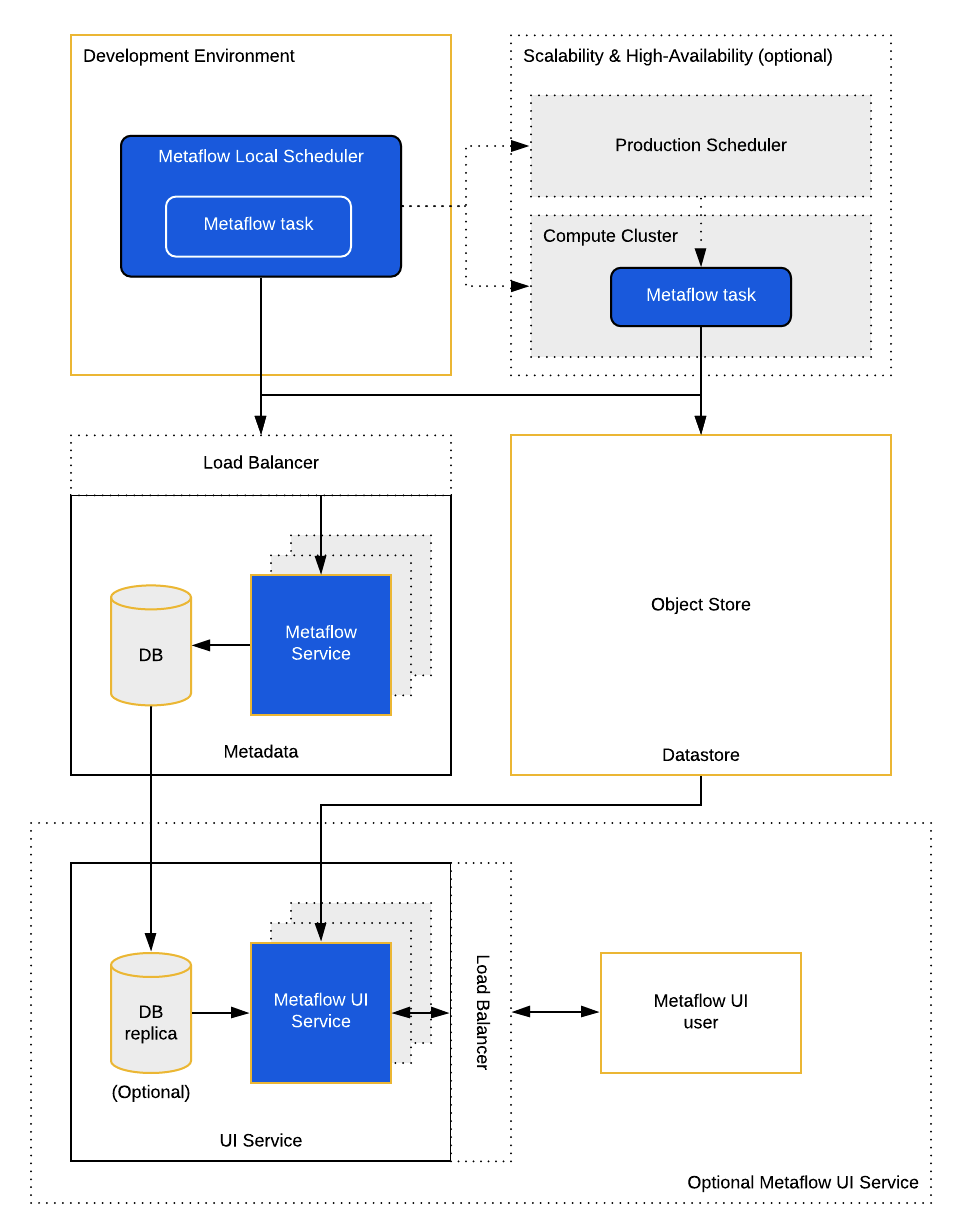 Development Environment
Metaflow Local Scheduler
Metaflow task
Scalability & High-Availability (optional)
Production Scheduler
Compute Cluster
Metaflow task
Load Balancer
Metaflow
Service
DB
Metadata
Object Store
Datastore
DB
replica
(Optional)
Metaflow UI
Service
UI Service
Load Balancer
Metaflow UI
user
Optional Metaflow UI Service